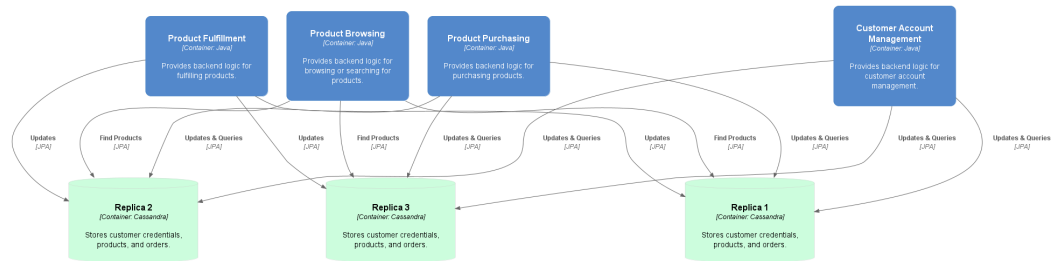 Product Fulfillment
[Container: Java]
Provides backend logic for
fulfilling products.
Product Browsing
[Container: Java]
Provides backend logic for
browsing or searching for
products.
Product Purchasing
[Container: Java]
Provides backend logic for
purchasing products.
Customer Account
Management
[Container: Java]
Provides backend logic for
customer account
management.
Updates
[JPA]
Find Products
[JPA]
Updates & Queries
[JPA]
Updates
[JPA]
Find Products
[JPA]
Updates & Queries
[JPA]
Updates & Queries
[JPA]
Updates
[JPA]
Find Products
[JPA]
Updates & Queries
[JPA]
Updates & Queries
[JPA]
Updates & Queries
[JPA]
Replica 2
[Container: Cassandra]
Stores customer credentials,
products, and orders.
Replica 3
[Container: Cassandra]
Stores customer credentials,
products, and orders.
Replica 1
[Container: Cassandra]
Stores customer credentials,
products, and orders.